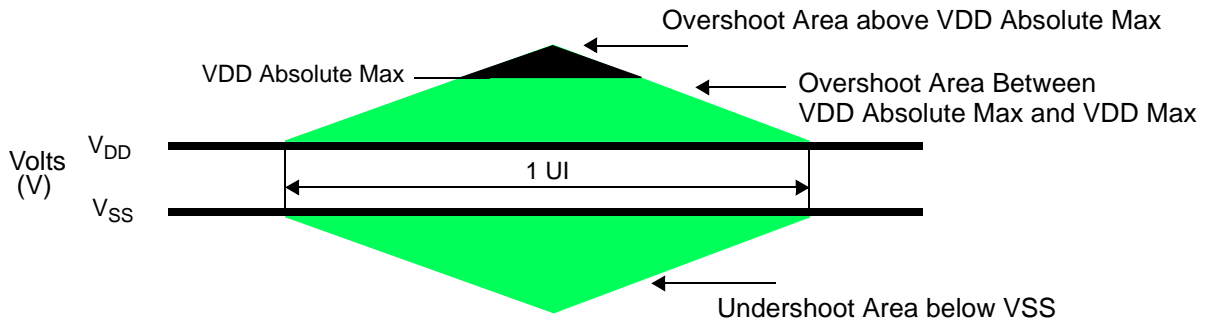 Overshoot Area above VDD Absolute Max
VDD Absolute Max
Overshoot Area Between
VDD Absolute Max and VDD Max
Volts
(V)
VDD
1 UI
VSS
Undershoot Area below VSS